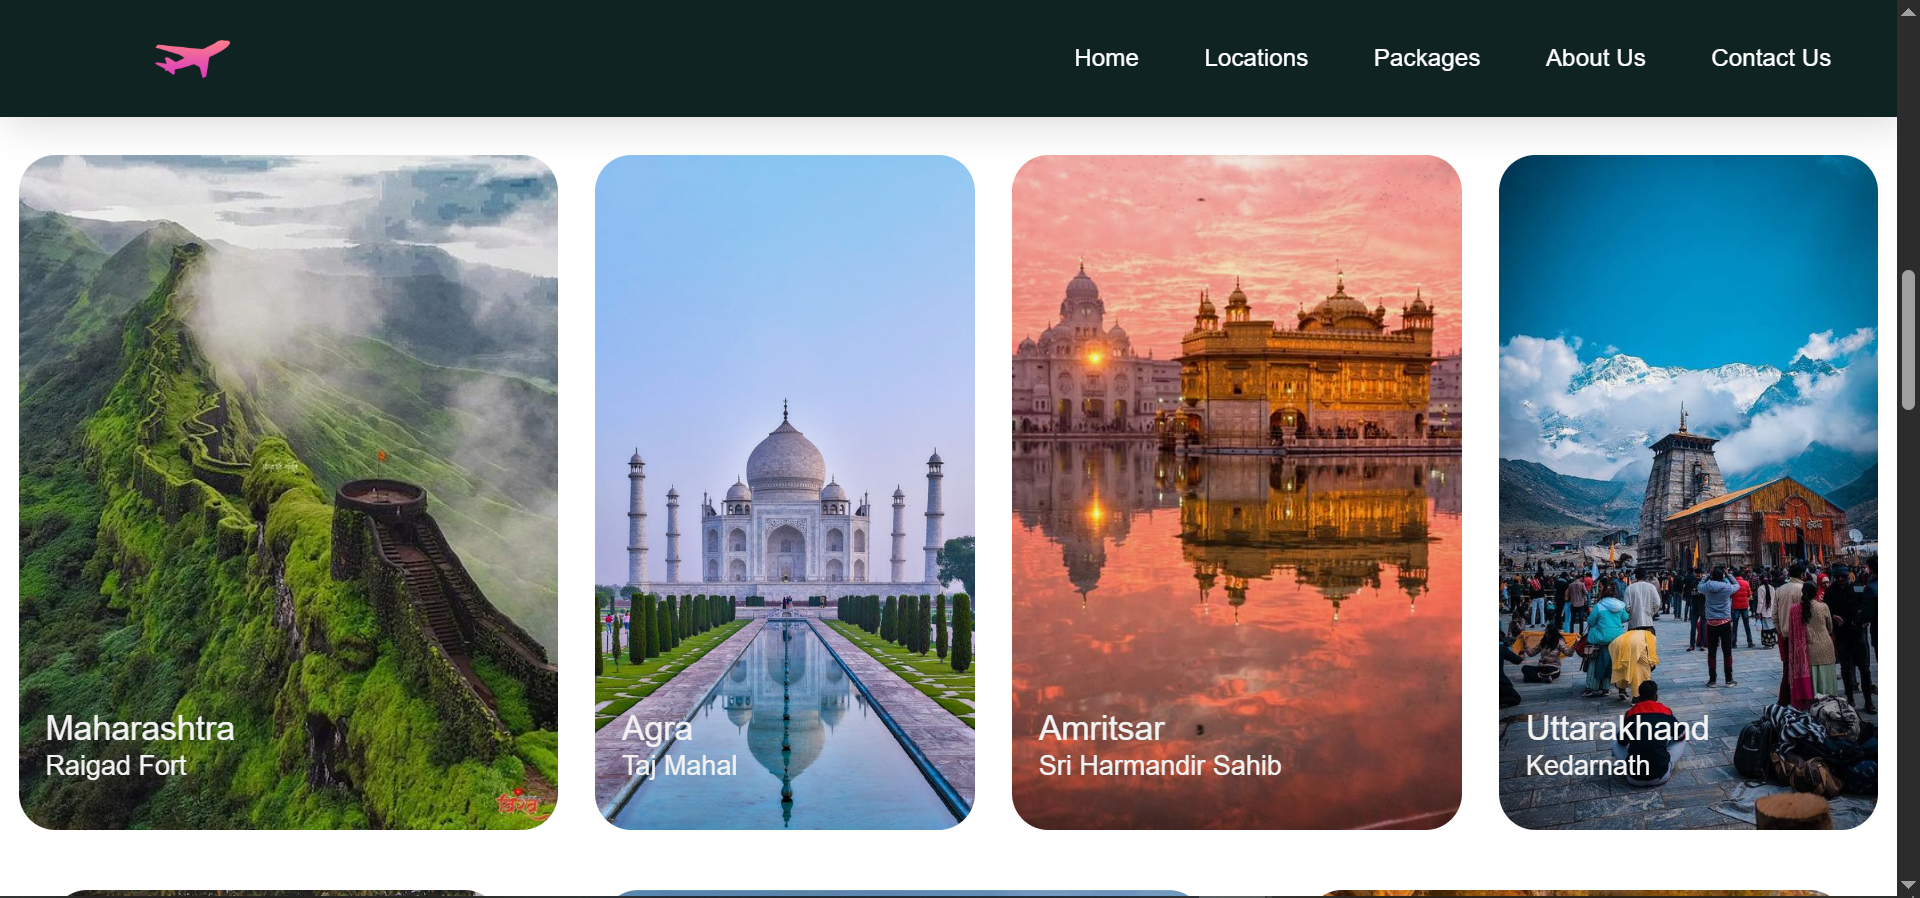 Home
Locations
Packages
About Us
Contact Us
Maharashtra
Raigad Fort
Agra
Taj Mahal
Amritsar
Sri Harmandir Sahib
Uttarakhand
Kedarnath
जय श्री केदार